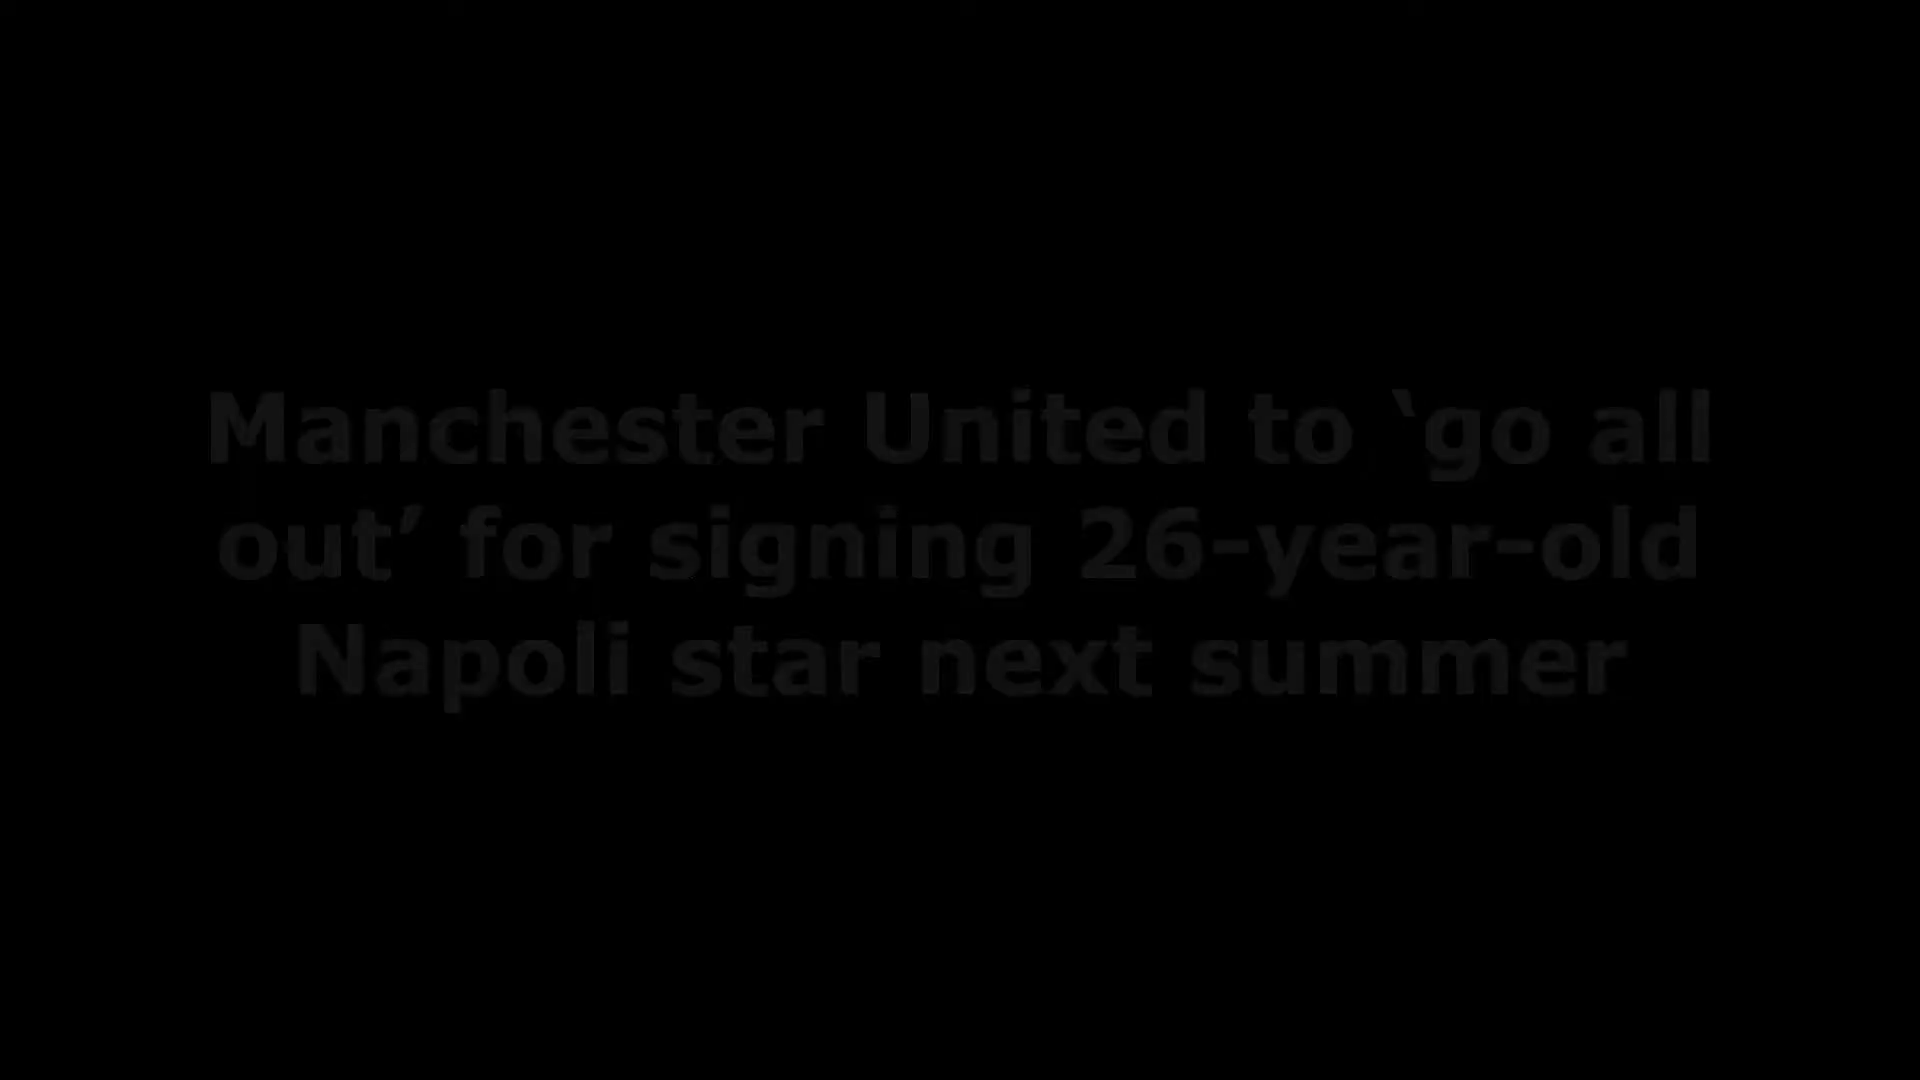 Manchester United to ‘go all
out’ for signing 26-year-old
Napoli star next summer